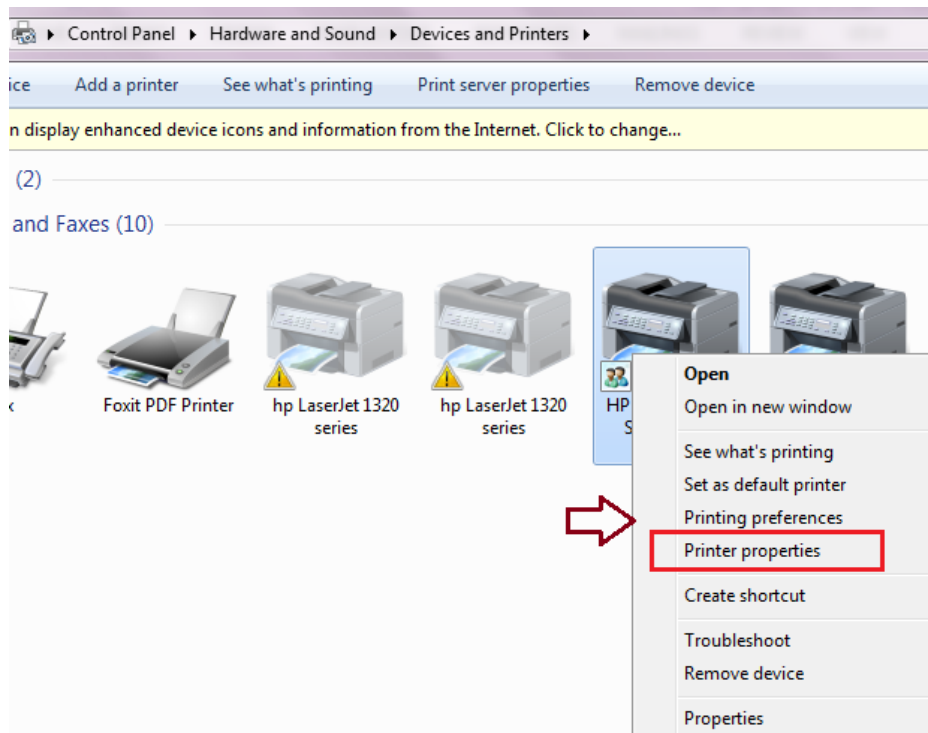 Control Panel Hardware and Sound Devices and Printers
ice Add a printer See what's printing Print server properties Remove device
n display enhanced device icons and information from the Internet. Click to change...
(2)
and Faxes (10)
x Foxit PDF Printer hp LaserJet 1320 series hp LaserJet 1320 series HP S
Open
Open in new window
See what's printing
Set as default printer
Printing preferences
Printer properties
Create shortcut
Troubleshoot
Remove device
Properties